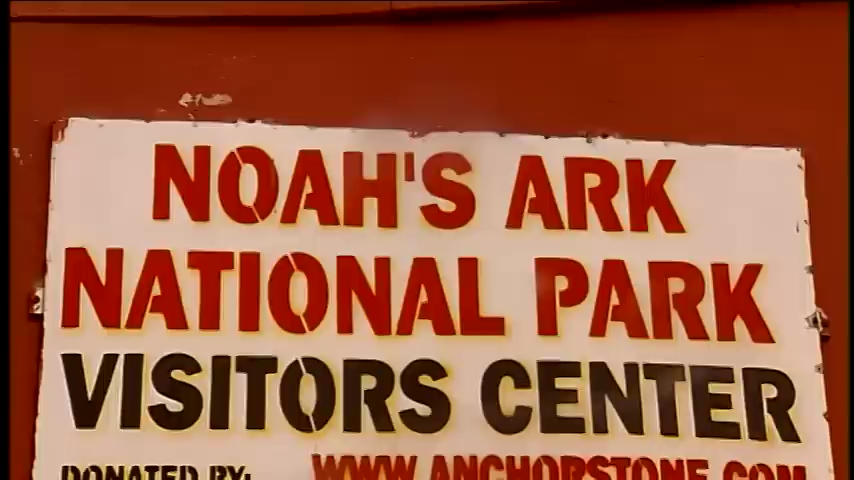 NOAH'S ARK
NATIONAL PARK
VISITORS CENTER
DONATED BY: WWW.ANCHORSTONE.COM